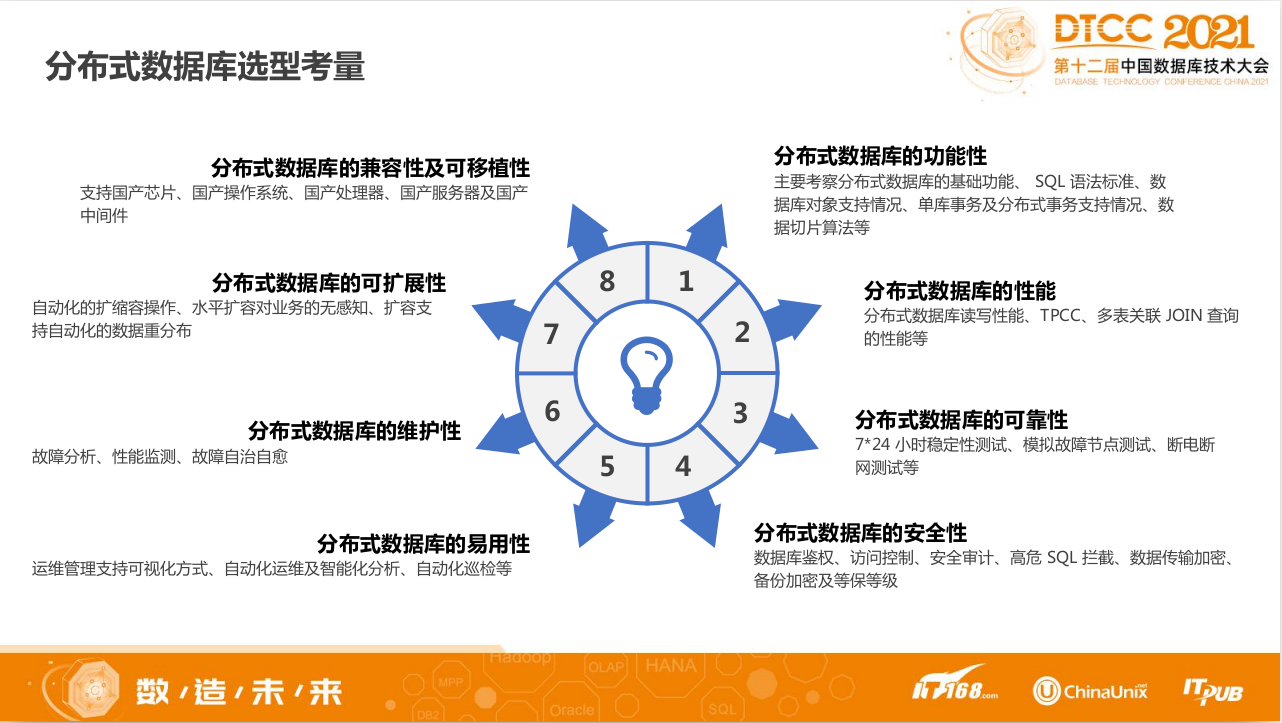 分布式数据库选型考量
DTCC 2021
第十二届中国数据库技术大会
DATABASE TECHNOLOGY CONFERENCE CHINA 2021
分布式数据库的功能性
主要考察分布式数据库的基础功能、 SQL 语法标准、数
据库对象支持情况、单库事务及分布式事务支持情况、数
据切片算法等
分布式数据库的性能
分布式数据库读写性能、TPCC、多表关联 JOIN 查询
的性能等
分布式数据库的可靠性
7*24 小时稳定性测试、模拟故障节点测试、断电断
网测试等
分布式数据库的安全性
数据库鉴权、访问控制、安全审计、高危 SQL 拦截、数据传输加密、
备份加密及等保等级
分布式数据库的易用性
运维管理支持可视化方式、自动化运维及智能化分析、自动化巡检等
分布式数据库的维护性
故障分析、性能监测、故障自治自愈
分布式数据库的可扩展性
自动化的扩缩容操作、水平扩容对业务的无感知、扩容支
持自动化的数据重分布
分布式数据库的兼容性及可移植性
支持国产芯片、国产操作系统、国产处理器、国产服务器及国产
中间件
1
2
3
4
5
6
7
8
数/造/未/来
Hadoop
MPP
DB2
OLAP
HANA
Oracle
SQL
IT168.com
ChinaUnix.net
ITPUB